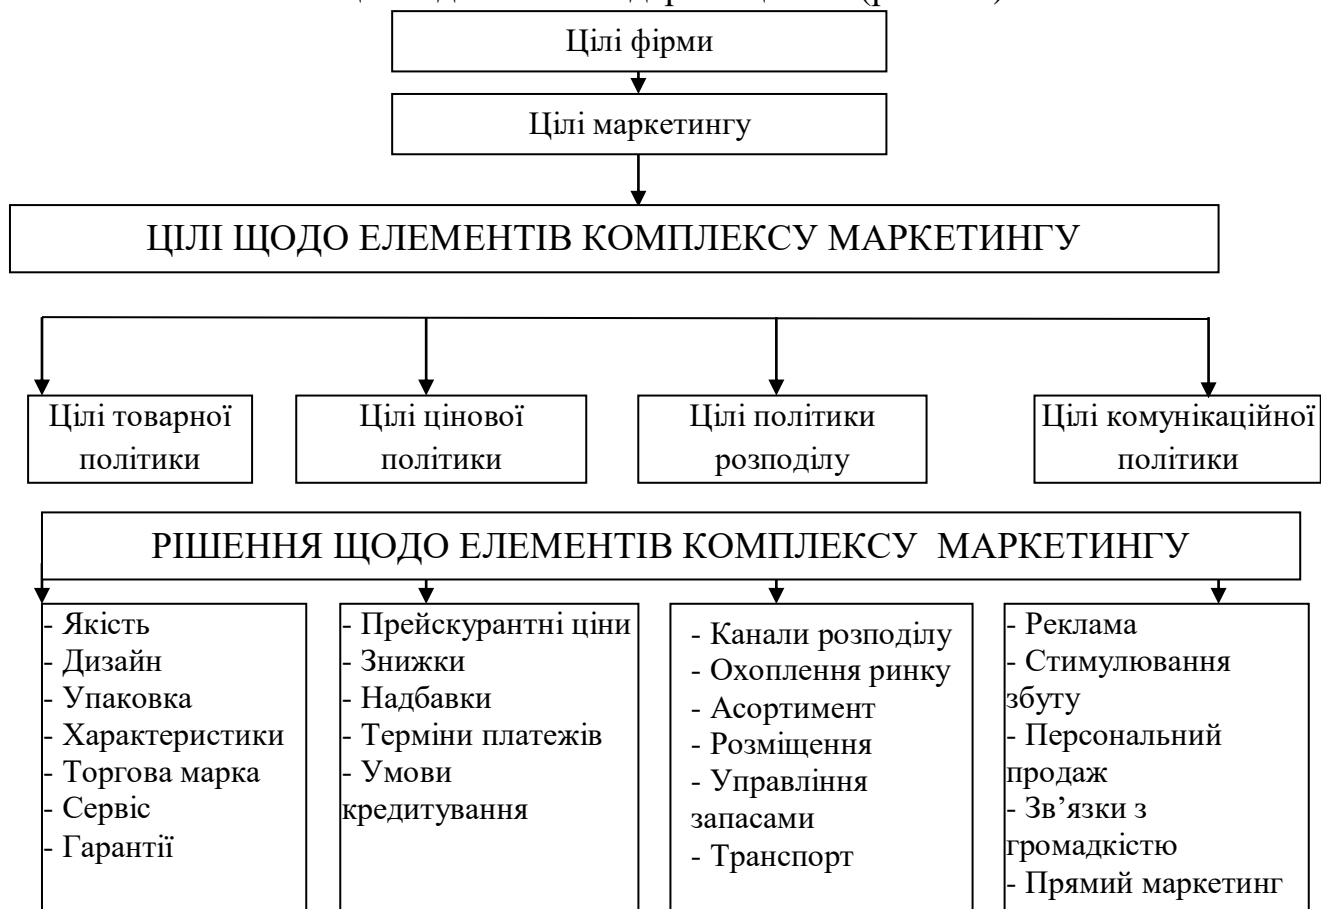 Цілі фірми
Цілі маркетингу
ЦІЛІ ЩОДО ЕЛЕМЕНТІВ КОМПЛЕКСУ МАРКЕТИНГУ
Цілі товарної
політики
Цілі цінової
політики
Цілі політики
розподілу
Цілі комунікаційної
політики
РІШЕННЯ ЩОДО ЕЛЕМЕНТІВ КОМПЛЕКСУ МАРКЕТИНГУ
- Якість
- Дизайн
- Упаковка
- Характеристики
- Торгова марка
- Сервіс
- Гарантії
- Прейскурантні ціни
- Знижки
- Надбавки
- Терміни платежів
- Умови
кредитування
- Канали розподілу
- Охоплення ринку
- Асортимент
- Розміщення
- Управління
запасами
- Транспорт
- Реклама
- Стимулювання
збуту
- Персональний
продаж
- Зв’язки з
громадкістю
- Прямий маркетинг